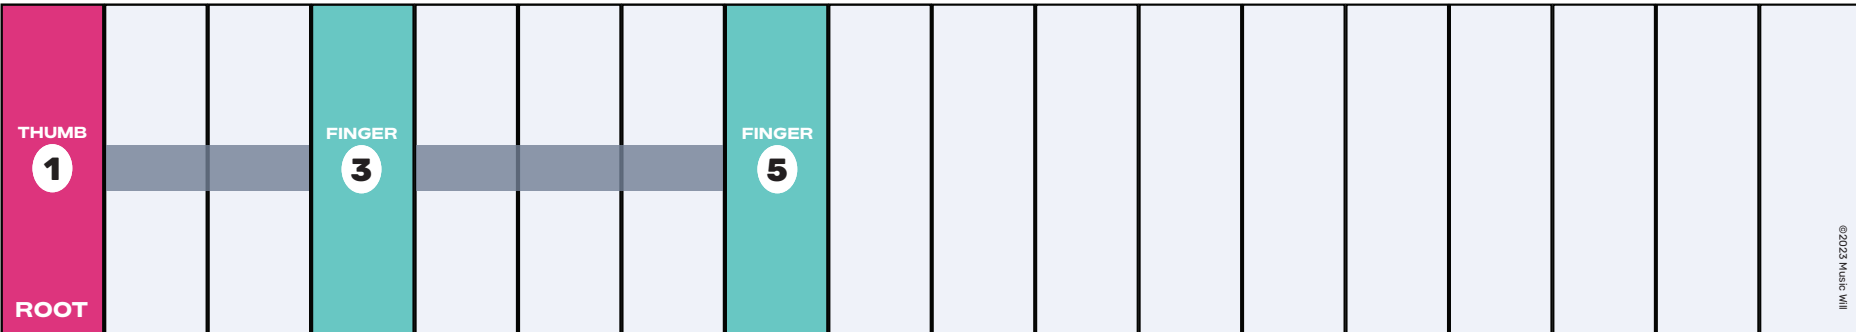 THUMB
1
FINGER
3
FINGER
5
ROOT
©2023 Music Will